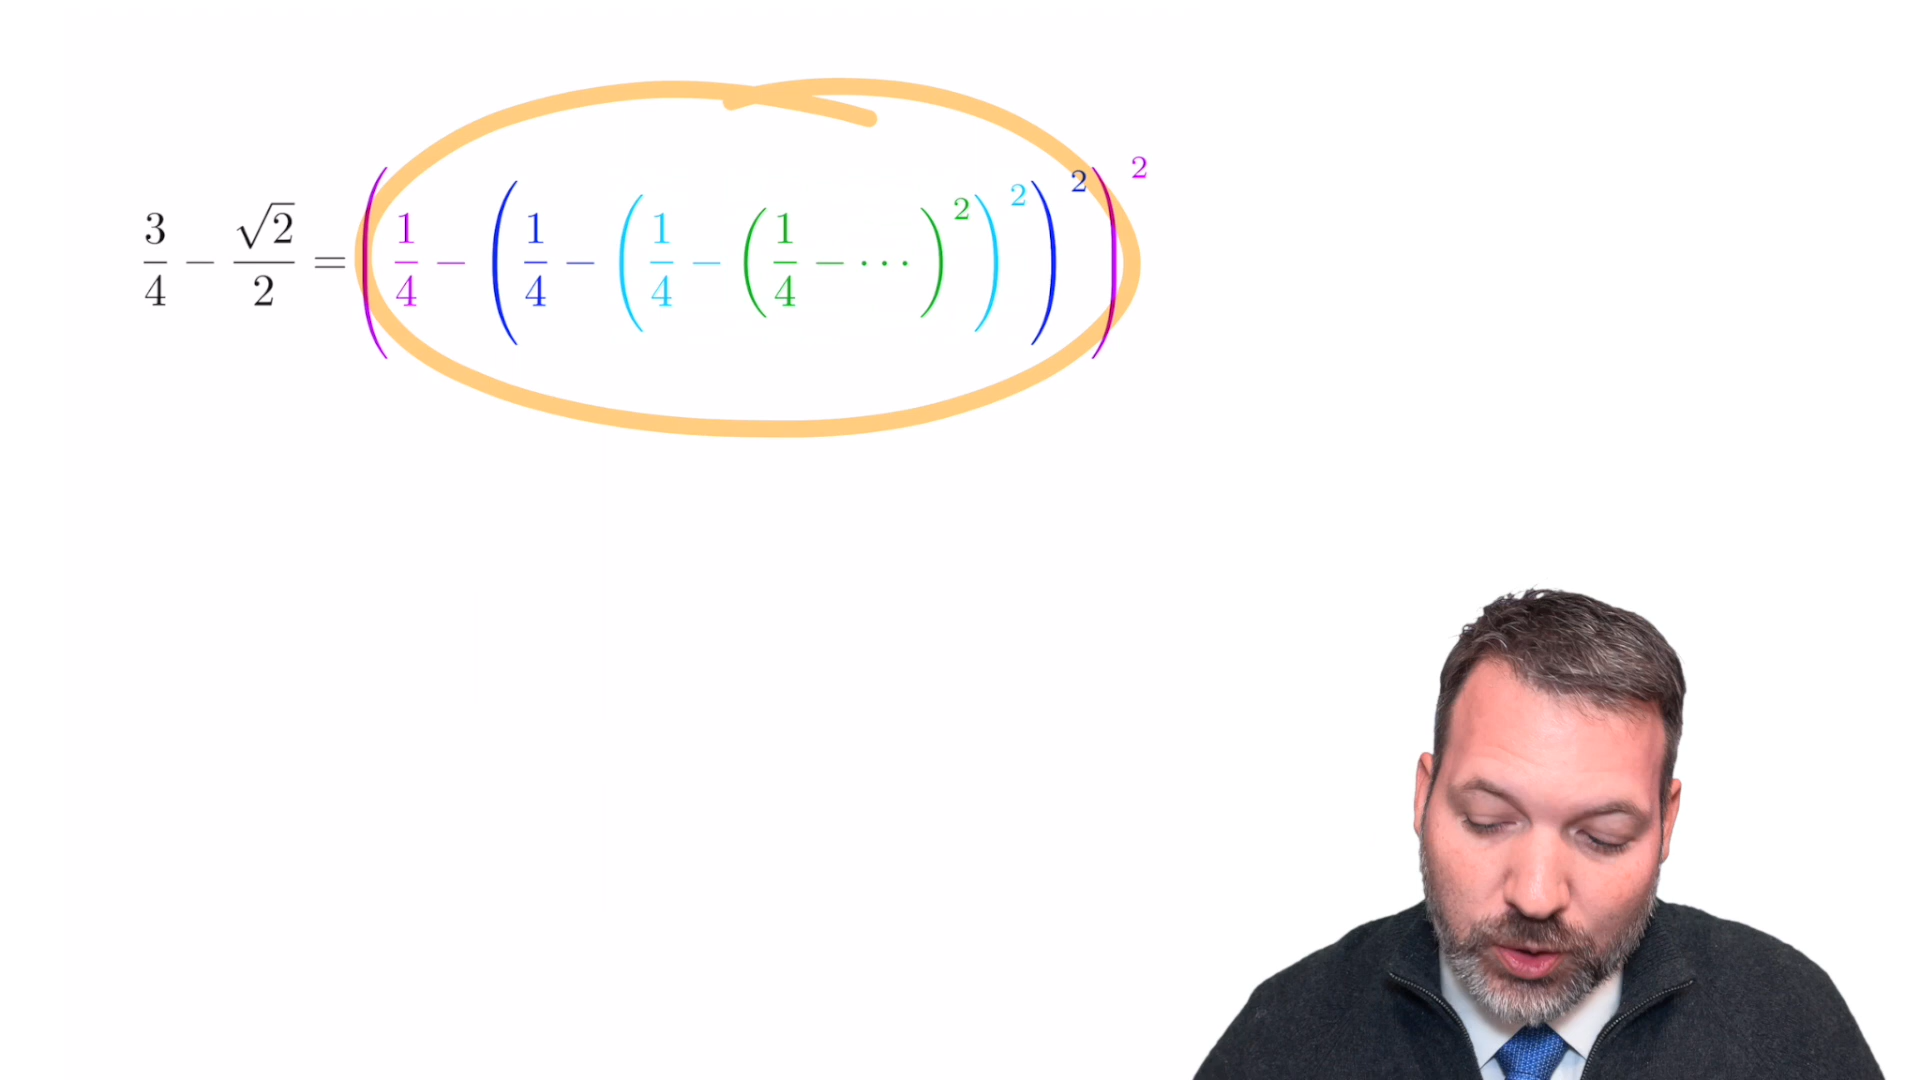 3/4 − √2/2 = (1/4 − (1/4 − (1/4 − (1/4 − ⋯)²)²)²)²